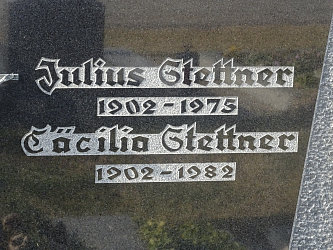 Julius Stettner
1902-1975
Cäcilia Stettner
1902-1982